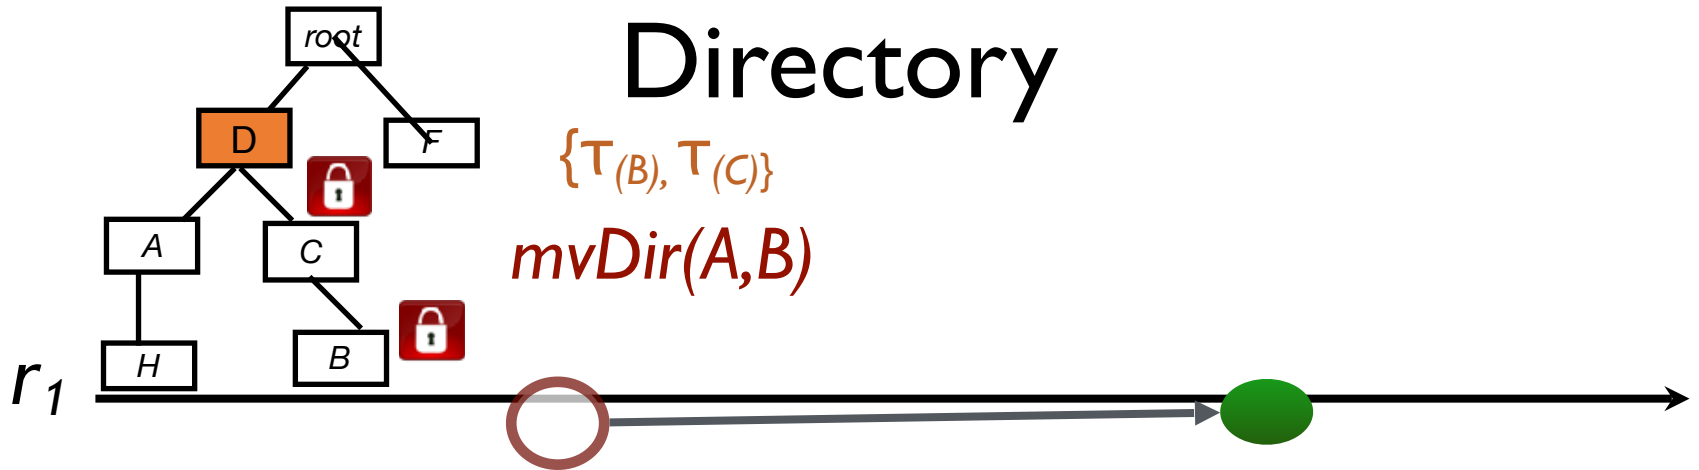 root
Directory
D
F
{τ(B), τ(C)}
A
C
mvDir(A,B)
H
B
r1